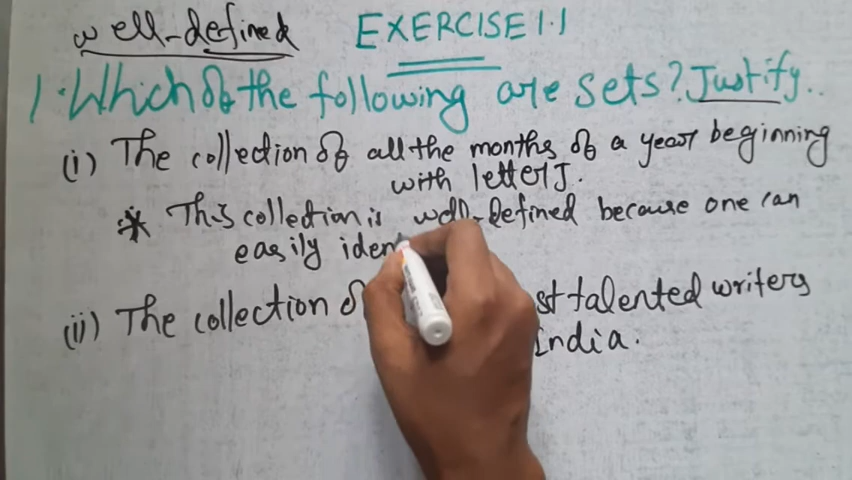 well-defined EXERCISE 1.1
1. Which of the following are sets? Justify..
(i) The collection of all the months of a year beginning
with letter J.
* This collection is well-defined because one can
easily iden
(ii) The collection of st talented writers
India.